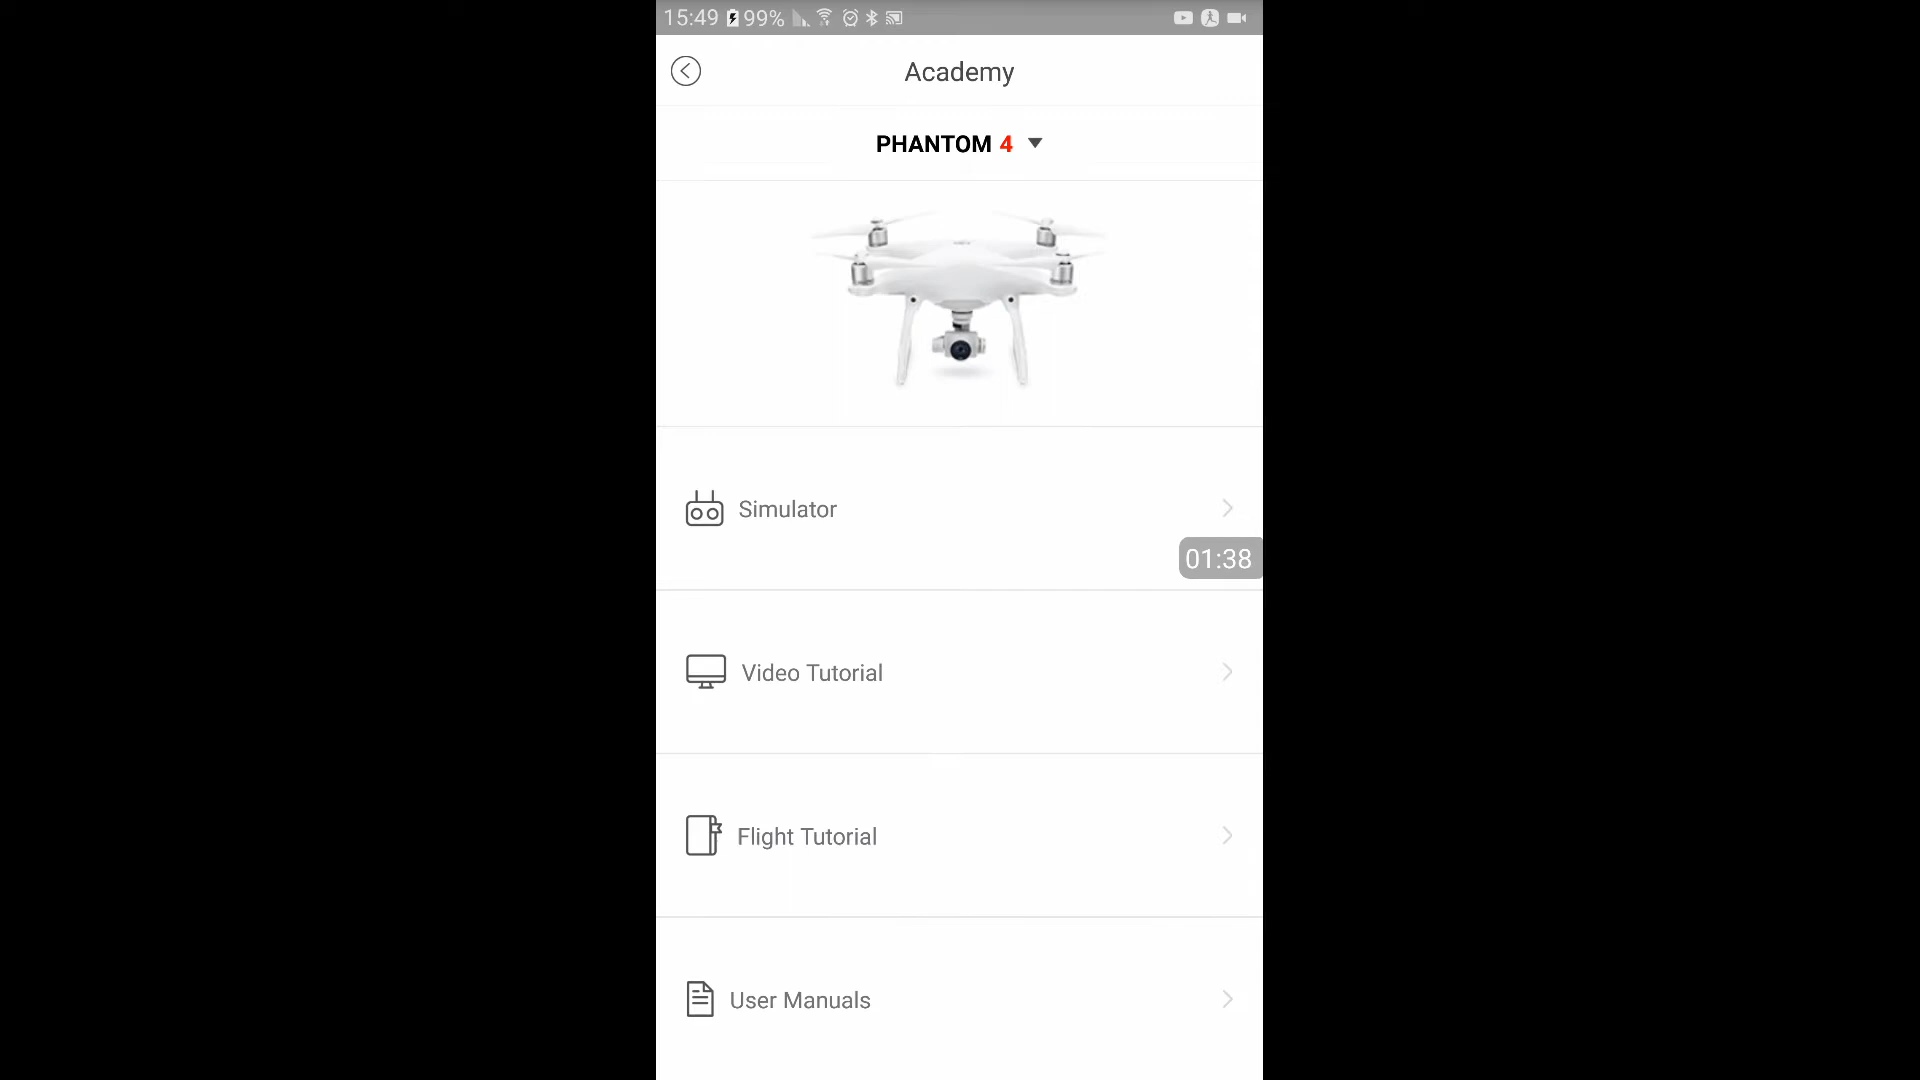 15:49 99%
Academy
PHANTOM 4
Simulator
01:38
Video Tutorial
Flight Tutorial
User Manuals